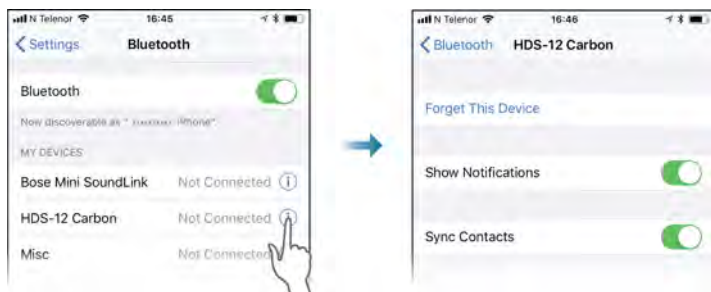 N Telenor 16:45
Settings Bluetooth
Bluetooth
Now discoverable as " iPhone".
MY DEVICES
Bose Mini SoundLink Not Connected
HDS-12 Carbon Not Connected
Misc Not Connected
N Telenor 16:46
Bluetooth HDS-12 Carbon
Forget This Device
Show Notifications
Sync Contacts